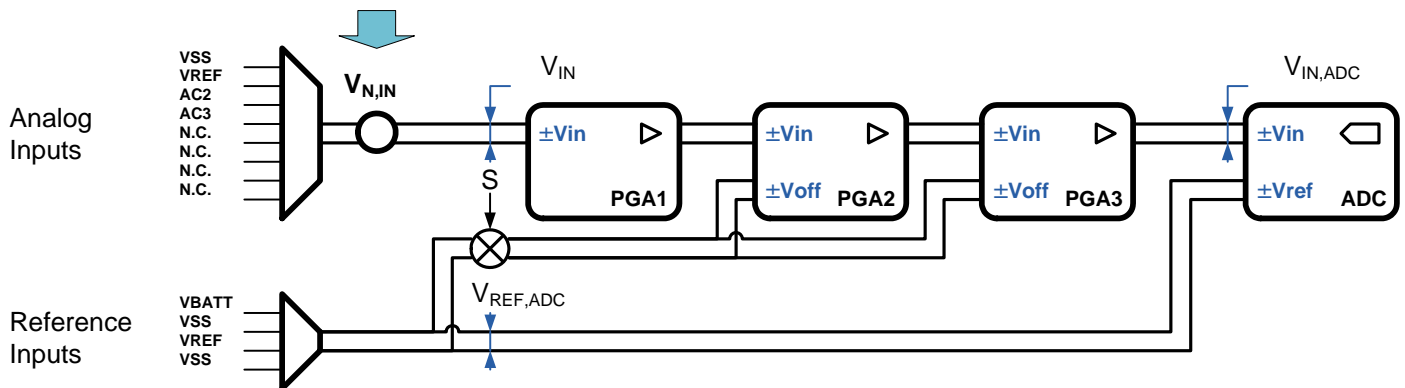 Analog
Inputs
VSS
VREF
AC2
AC3
N.C.
N.C.
N.C.
N.C.
VN,IN
VIN
S
±Vin
PGA1
±Vin
±Voff
PGA2
±Vin
±Voff
PGA3
VIN,ADC
±Vin
±Vref
ADC
Reference
Inputs
VBATT
VSS
VREF
VSS
VREF,ADC